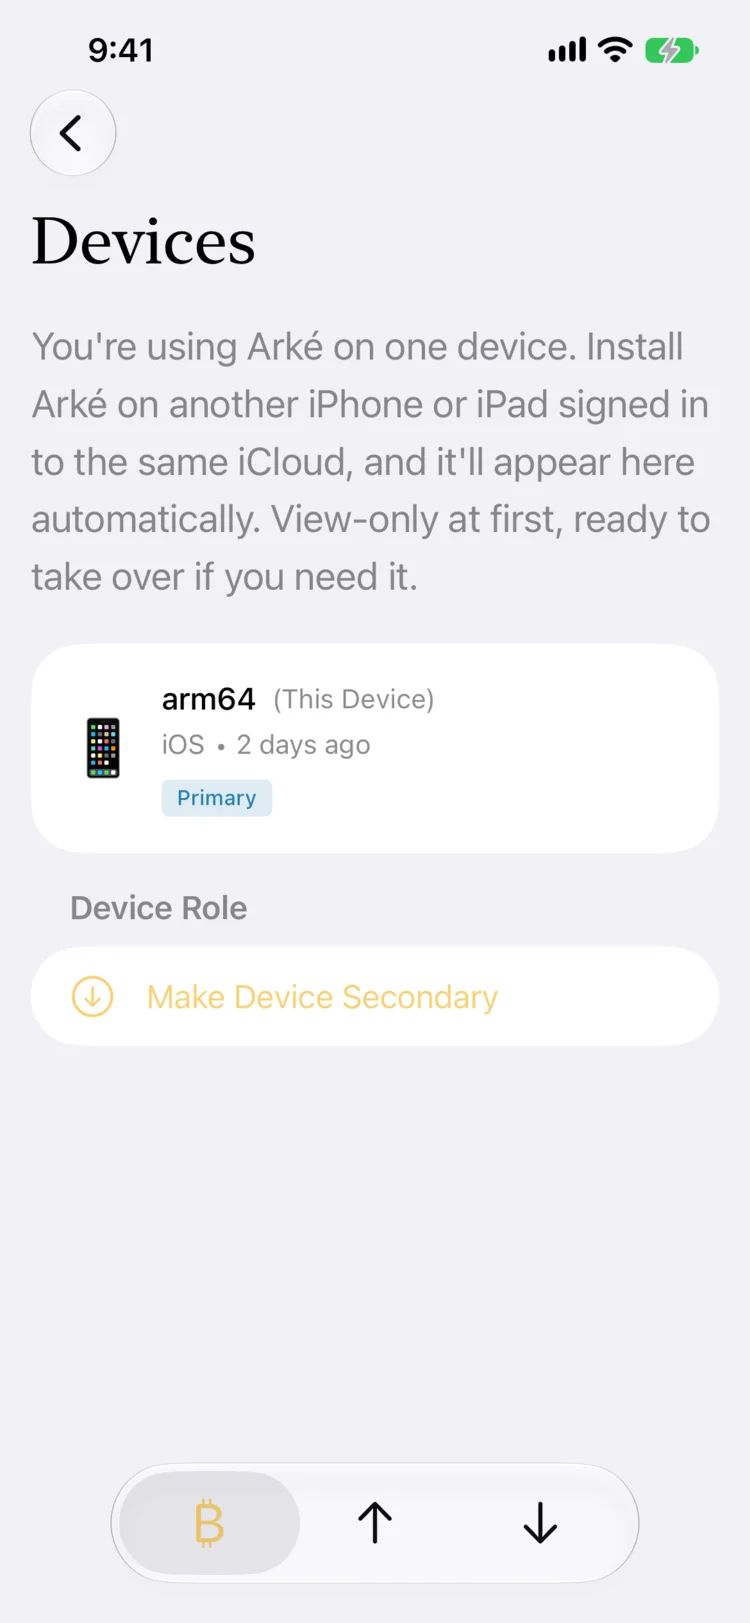 9:41
Devices
You're using Arké on one device. Install
Arké on another iPhone or iPad signed in
to the same iCloud, and it'll appear here
automatically. View-only at first, ready to
take over if you need it.
arm64 (This Device)
iOS • 2 days ago
Primary
Device Role
Make Device Secondary